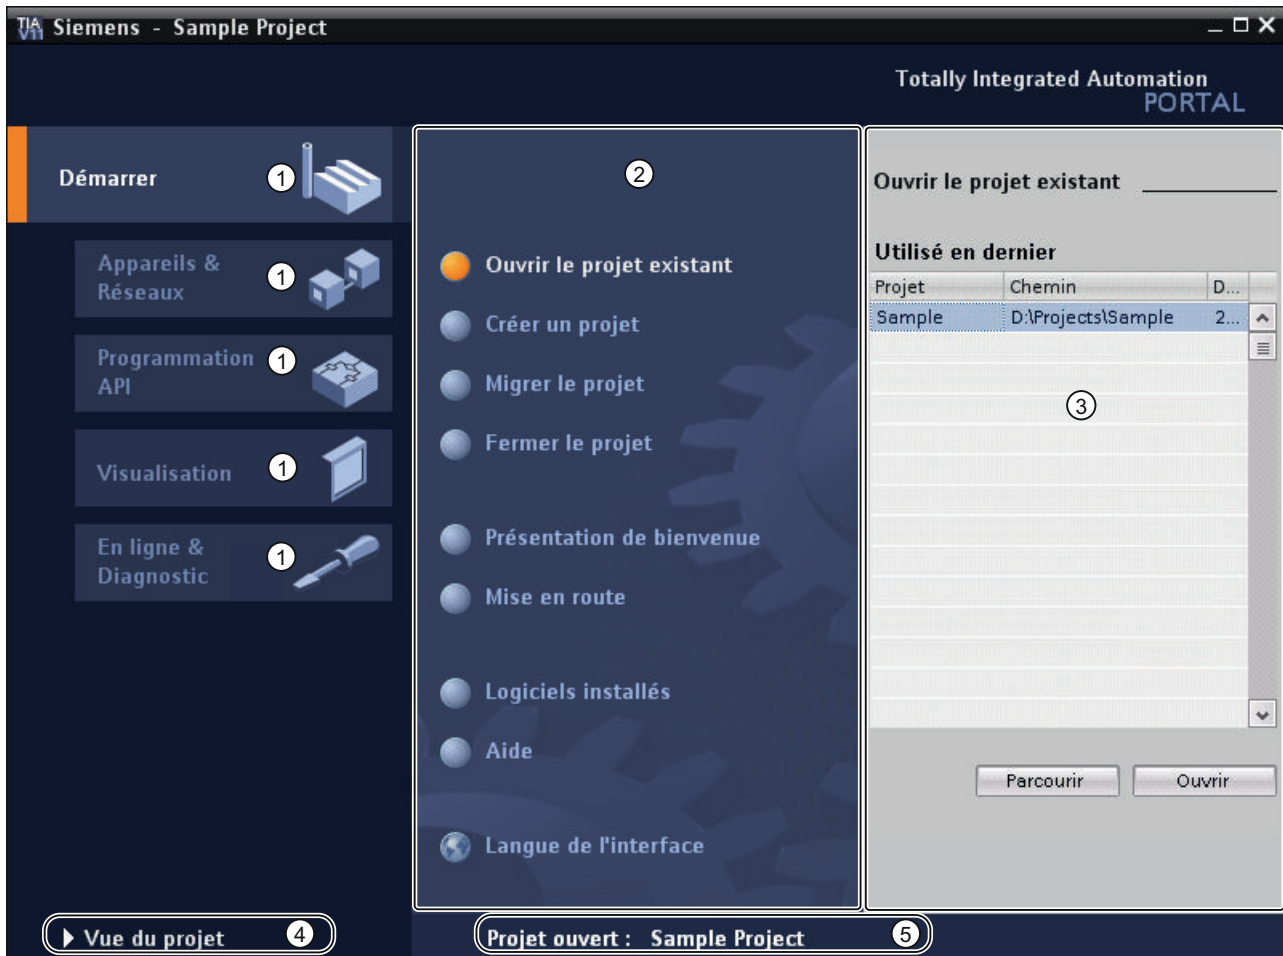 TIA V11 Siemens - Sample Project
Totally Integrated Automation
PORTAL
Démarrer 1
Appareils &
Réseaux 1
Programmation
API 1
Visualisation 1
En ligne &
Diagnostic 1
2
Ouvrir le projet existant
Créer un projet
Migrer le projet
Fermer le projet
Présentation de bienvenue
Mise en route
Logiciels installés
Aide
Langue de l'interface
Ouvrir le projet existant
Utilisé en dernier
Projet Chemin D...
Sample D:\Projects\Sample 2...
3
Parcourir Ouvrir
Vue du projet 4
Projet ouvert : Sample Project 5